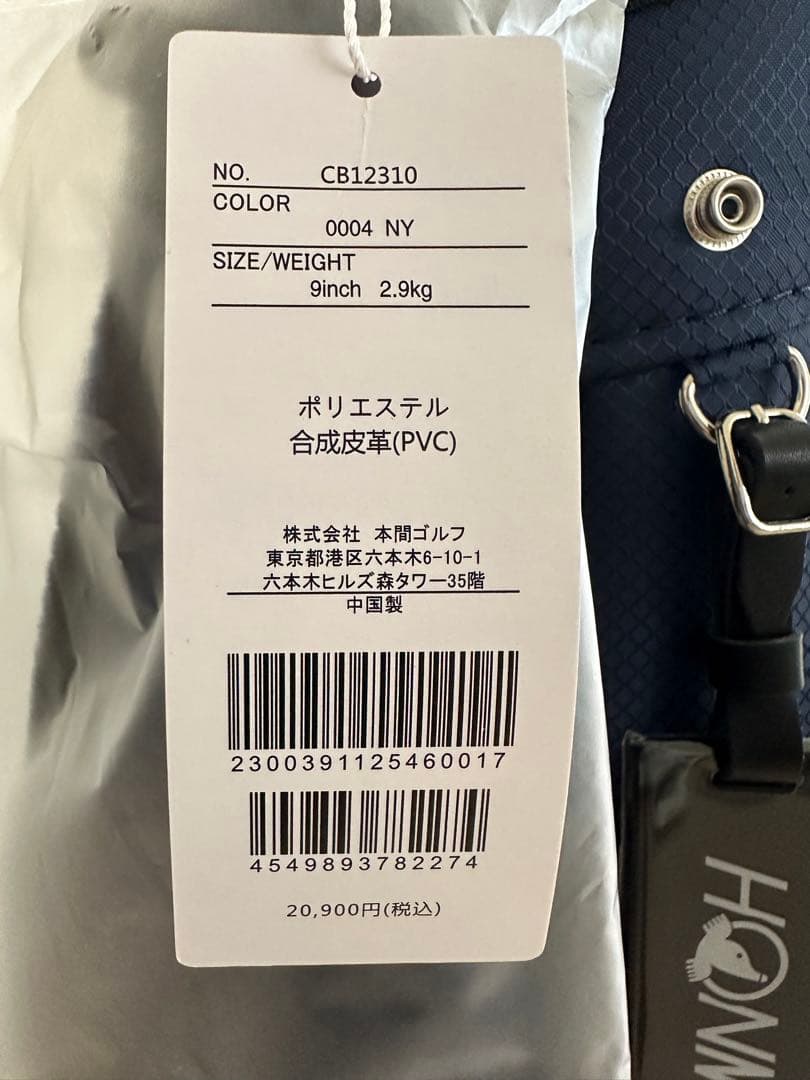 NO. CB12310
COLOR
0004 NY
SIZE/WEIGHT
9inch 2.9kg
ポリエステル
合成皮革(PVC)
株式会社 本間ゴルフ
東京都港区六本木6-10-1
六本木ヒルズ森タワー35階
中国製
2300391125460017
4549893782274
20,900円(税込)
HONM